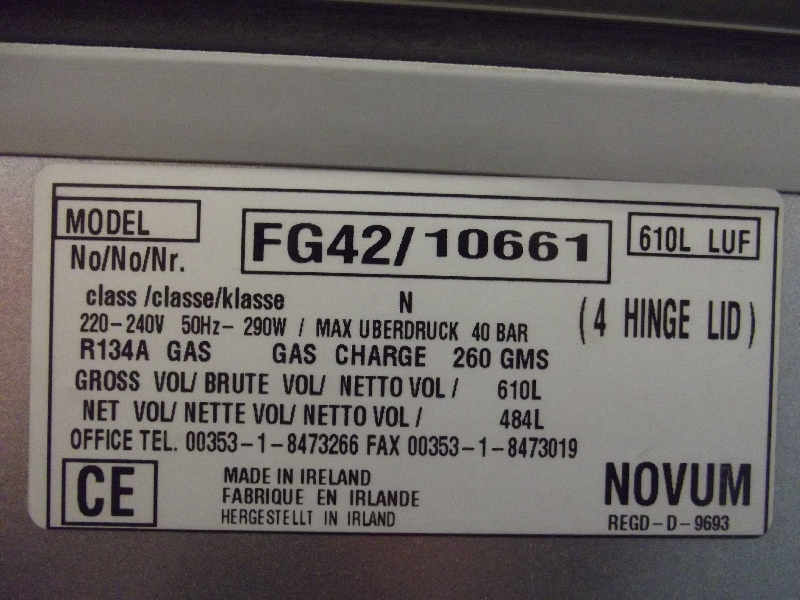 MODEL
No/No/Nr.
FG42/10661
610L LUF
class /classe/klasse N
220-240V 50Hz- 290W / MAX UBERDRUCK 40 BAR
(4 HINGE LID)
R134A GAS GAS CHARGE 260 GMS
GROSS VOL/ BRUTE VOL/ NETTO VOL / 610L
NET VOL/ NETTE VOL/ NETTO VOL / 484L
OFFICE TEL. 00353-1-8473266 FAX 00353-1-8473019
CE
MADE IN IRELAND
FABRIQUE EN IRLANDE
HERGESTELLT IN IRLAND
NOVUM
REGD-D-9693